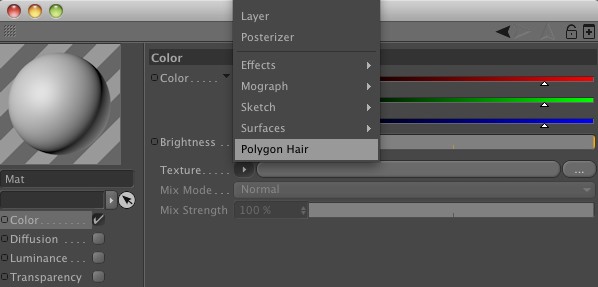 Layer
Posterizer
Effects
Mograph
Sketch
Surfaces
Polygon Hair
Color
Color.....
Brightness
Texture...
...
Mix Mode... Normal
Mix Strength 100 %
Mat
Color........
Diffusion ....
Luminance...
Transparency